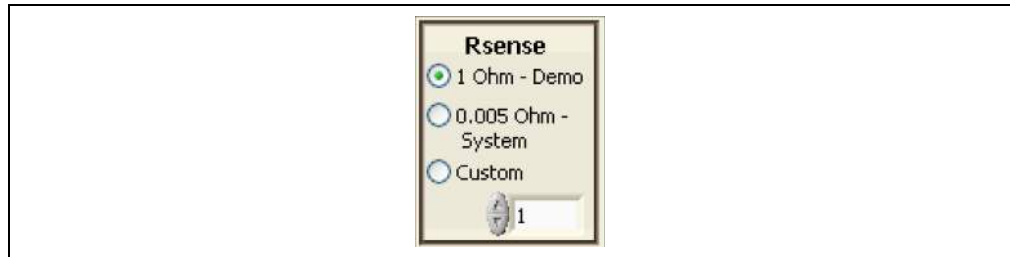 Rsense
1 Ohm - Demo
0.005 Ohm -
System
Custom
1